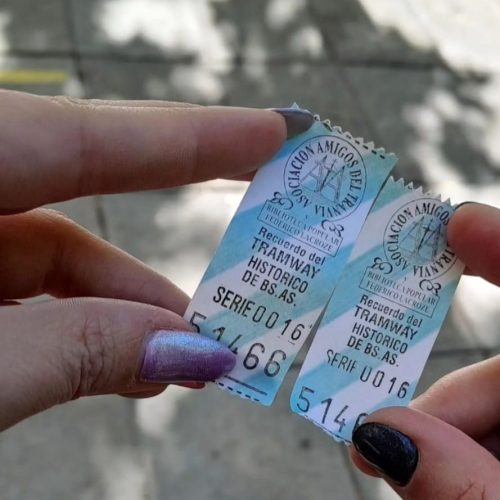 ASOCIACION AMIGOS DEL TRANVIA
BIBLIOTECA POPULAR
FEDERICO LACROZE
Recuerdo del
TRAMWAY
HISTORICO
DE BS.AS.
SERIE 0016
51466
ASOCIACION AMIGOS DEL TRANVIA
BIBLIOTECA POPULAR
FEDERICO LACROZE
Recuerdo del
TRAMWAY
HISTORICO
DE BS.AS.
SERIE 0016
5146